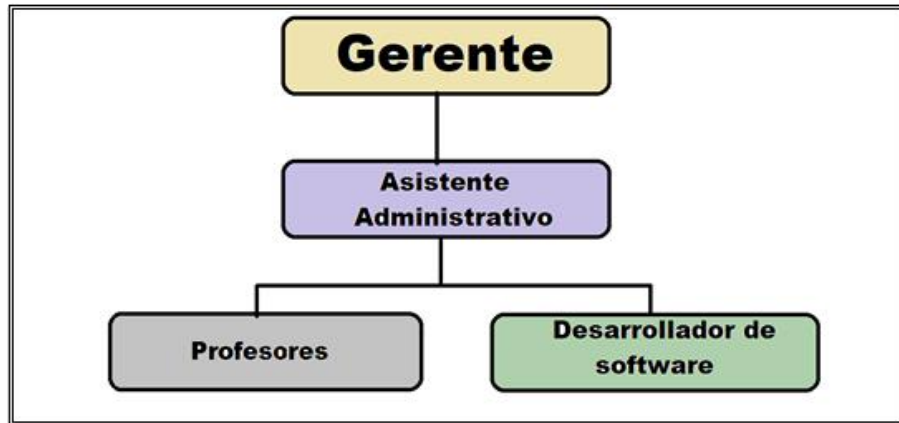 Gerente
Asistente
Administrativo
Profesores
Desarrollador de
software